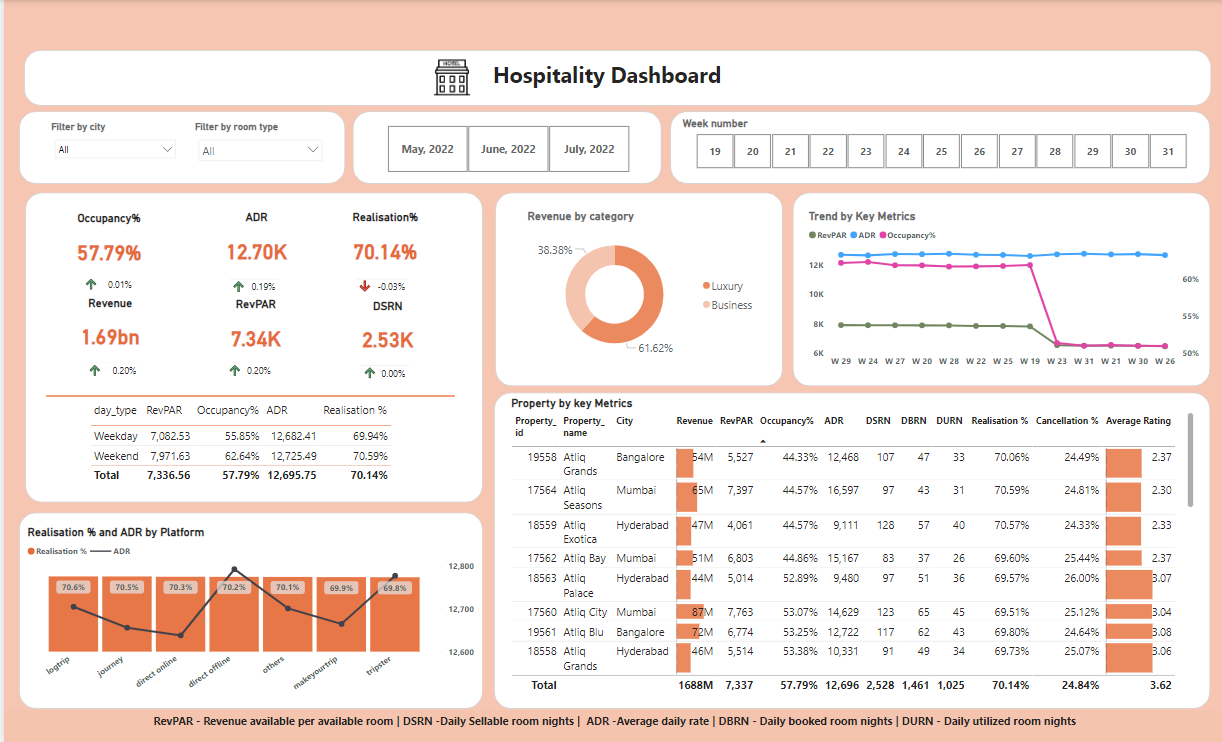 HOTEL
Hospitality Dashboard
Filter by city
All
Filter by room type
All
May, 2022
June, 2022
July, 2022
Week number
19 20 21 22 23 24 25 26 27 28 29 30 31
Occupancy% ADR Realisation%
57.79% 12.70K 70.14%
0.01% 0.19% -0.03%
Revenue RevPAR DSRN
1.69bn 7.34K 2.53K
0.20% 0.20% 0.00%
day_type RevPAR Occupancy% ADR Realisation %
Weekday 7,082.53 55.85% 12,682.41 69.94%
Weekend 7,971.63 62.64% 12,725.49 70.59%
Total 7,336.56 57.79% 12,695.75 70.14%
Revenue by category
38.38%
61.62%
Luxury
Business
Trend by Key Metrics
RevPAR ADR Occupancy%
12K
10K
8K
6K
60%
55%
50%
W 29 W 24 W 27 W 20 W 28 W 22 W 25 W 19 W 23 W 31 W 21 W 30 W 26
Realisation % and ADR by Platform
Realisation % ADR
70.6% 70.5% 70.3% 70.2% 70.1% 69.9% 69.8%
12,800
12,700
12,600
logtrip journey direct online direct offline others makeyourtrip tripster
Property by key Metrics
Property_ Property_ City Revenue RevPAR Occupancy% ADR DSRN DBRN DURN Realisation % Cancellation % Average Rating
id name
19558 Atliq Bangalore 54M 5,527 44.33% 12,468 107 47 33 70.06% 24.49% 2.37
Grands
17564 Atliq Mumbai 65M 7,397 44.57% 16,597 97 43 31 70.59% 24.81% 2.30
Seasons
18559 Atliq Hyderabad 47M 4,061 44.57% 9,111 128 57 40 70.57% 24.33% 2.33
Exotica
17562 Atliq Bay Mumbai 51M 6,803 44.86% 15,167 83 37 26 69.60% 25.44% 2.37
18563 Atliq Hyderabad 44M 5,014 52.89% 9,480 97 51 36 69.57% 26.00% 3.07
Palace
17560 Atliq City Mumbai 87M 7,763 53.07% 14,629 123 65 45 69.51% 25.12% 3.04
19561 Atliq Blu Bangalore 72M 6,774 53.25% 12,722 117 62 43 69.80% 24.64% 3.08
18558 Atliq Hyderabad 46M 5,514 53.38% 10,331 91 49 34 69.73% 25.07% 3.06
Grands
Total 1688M 7,337 57.79% 12,696 2,528 1,461 1,025 70.14% 24.84% 3.62
RevPAR - Revenue available per available room | DSRN -Daily Sellable room nights | ADR -Average daily rate | DBRN - Daily booked room nights | DURN - Daily utilized room nights